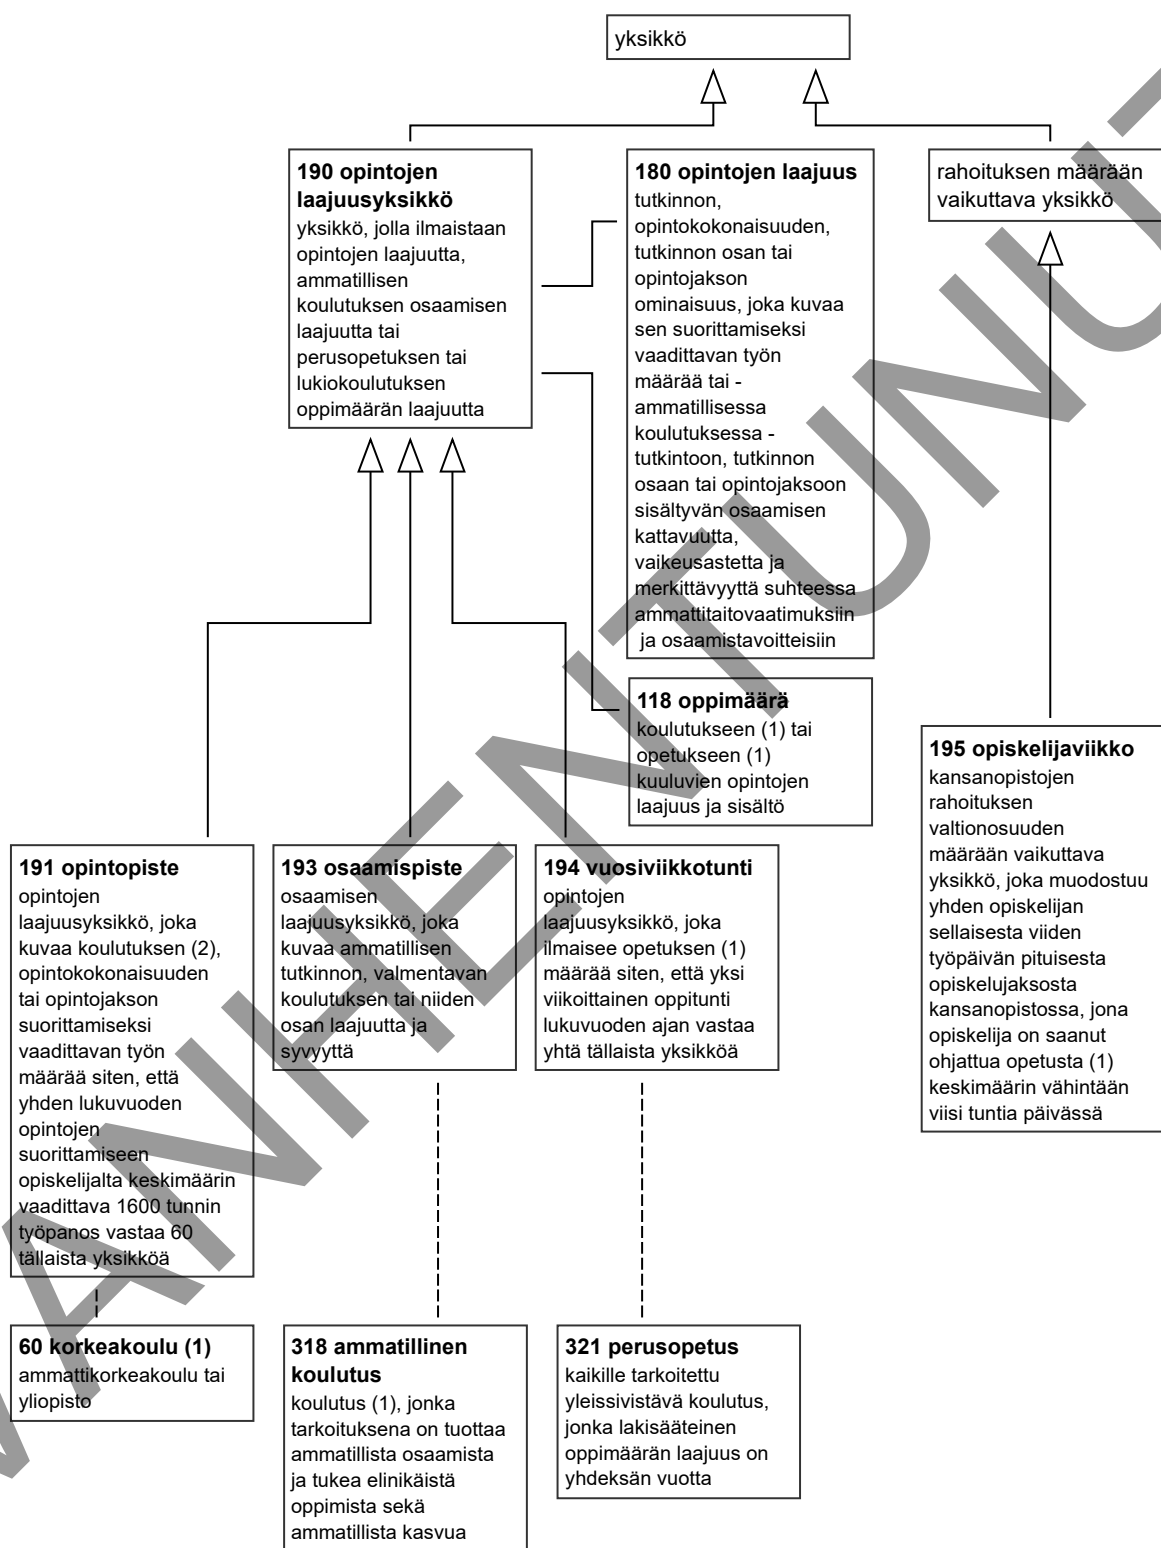 yksikkö
190 opintojen
laajuusyksikkö
yksikkö, jolla ilmaistaan
opintojen laajuutta,
ammatillisen
koulutuksen osaamisen
laajuutta tai
perusopetuksen tai
lukiokoulutuksen
oppimäärän laajuutta
180 opintojen laajuus
tutkinnon,
opintokokonaisuuden,
tutkinnon osan tai
opintojakson
ominaisuus, joka kuvaa
sen suorittamiseksi
vaadittavan työn
määrää tai -
ammatillisessa
koulutuksessa -
tutkintoon, tutkinnon
osaan tai opintojaksoon
sisältyvän osaamisen
kattavuutta,
vaikeusastetta ja
merkittävyyttä suhteessa
ammattitaitovaatimuksiin
ja osaamistavoitteisiin
rahoituksen määrään
vaikuttava yksikkö
118 oppimäärä
koulutukseen (1) tai
opetukseen (1)
kuuluvien opintojen
laajuus ja sisältö
195 opiskelijaviikko
kansanopistojen
rahoituksen
valtionosuuden
määrään vaikuttava
yksikkö, joka muodostuu
yhden opiskelijan
sellaisesta viiden
työpäivän pituisesta
opiskelujaksosta
kansanopistossa, jona
opiskelija on saanut
ohjattua opetusta (1)
keskimäärin vähintään
viisi tuntia päivässä
191 opintopiste
opintojen
laajuusyksikkö, joka
kuvaa koulutuksen (2),
opintokokonaisuuden
tai opintojakson
suorittamiseksi
vaadittavan työn
määrää siten, että
yhden lukuvuoden
opintojen
suorittamiseen
opiskelijalta keskimäärin
vaadittava 1600 tunnin
työpanos vastaa 60
tällaista yksikköä
193 osaamispiste
osaamisen
laajuusyksikkö, joka
kuvaa ammatillisen
tutkinnon, valmentavan
koulutuksen tai niiden
osan laajuutta ja
syvyyttä
194 vuosiviikkotunti
opintojen
laajuusyksikkö, joka
ilmaisee opetuksen (1)
määrää siten, että yksi
viikoittainen oppitunti
lukuvuoden ajan vastaa
yhtä tällaista yksikköä
60 korkeakoulu (1)
ammattikorkeakoulu tai
yliopisto
318 ammatillinen
koulutus
koulutus (1), jonka
tarkoituksena on tuottaa
ammatillista osaamista
ja tukea elinikäistä
oppimista sekä
ammatillista kasvua
321 perusopetus
kaikille tarkoitettu
yleissivistävä koulutus,
jonka lakisääteinen
oppimäärän laajuus on
yhdeksän vuotta
VANHENTUNUT